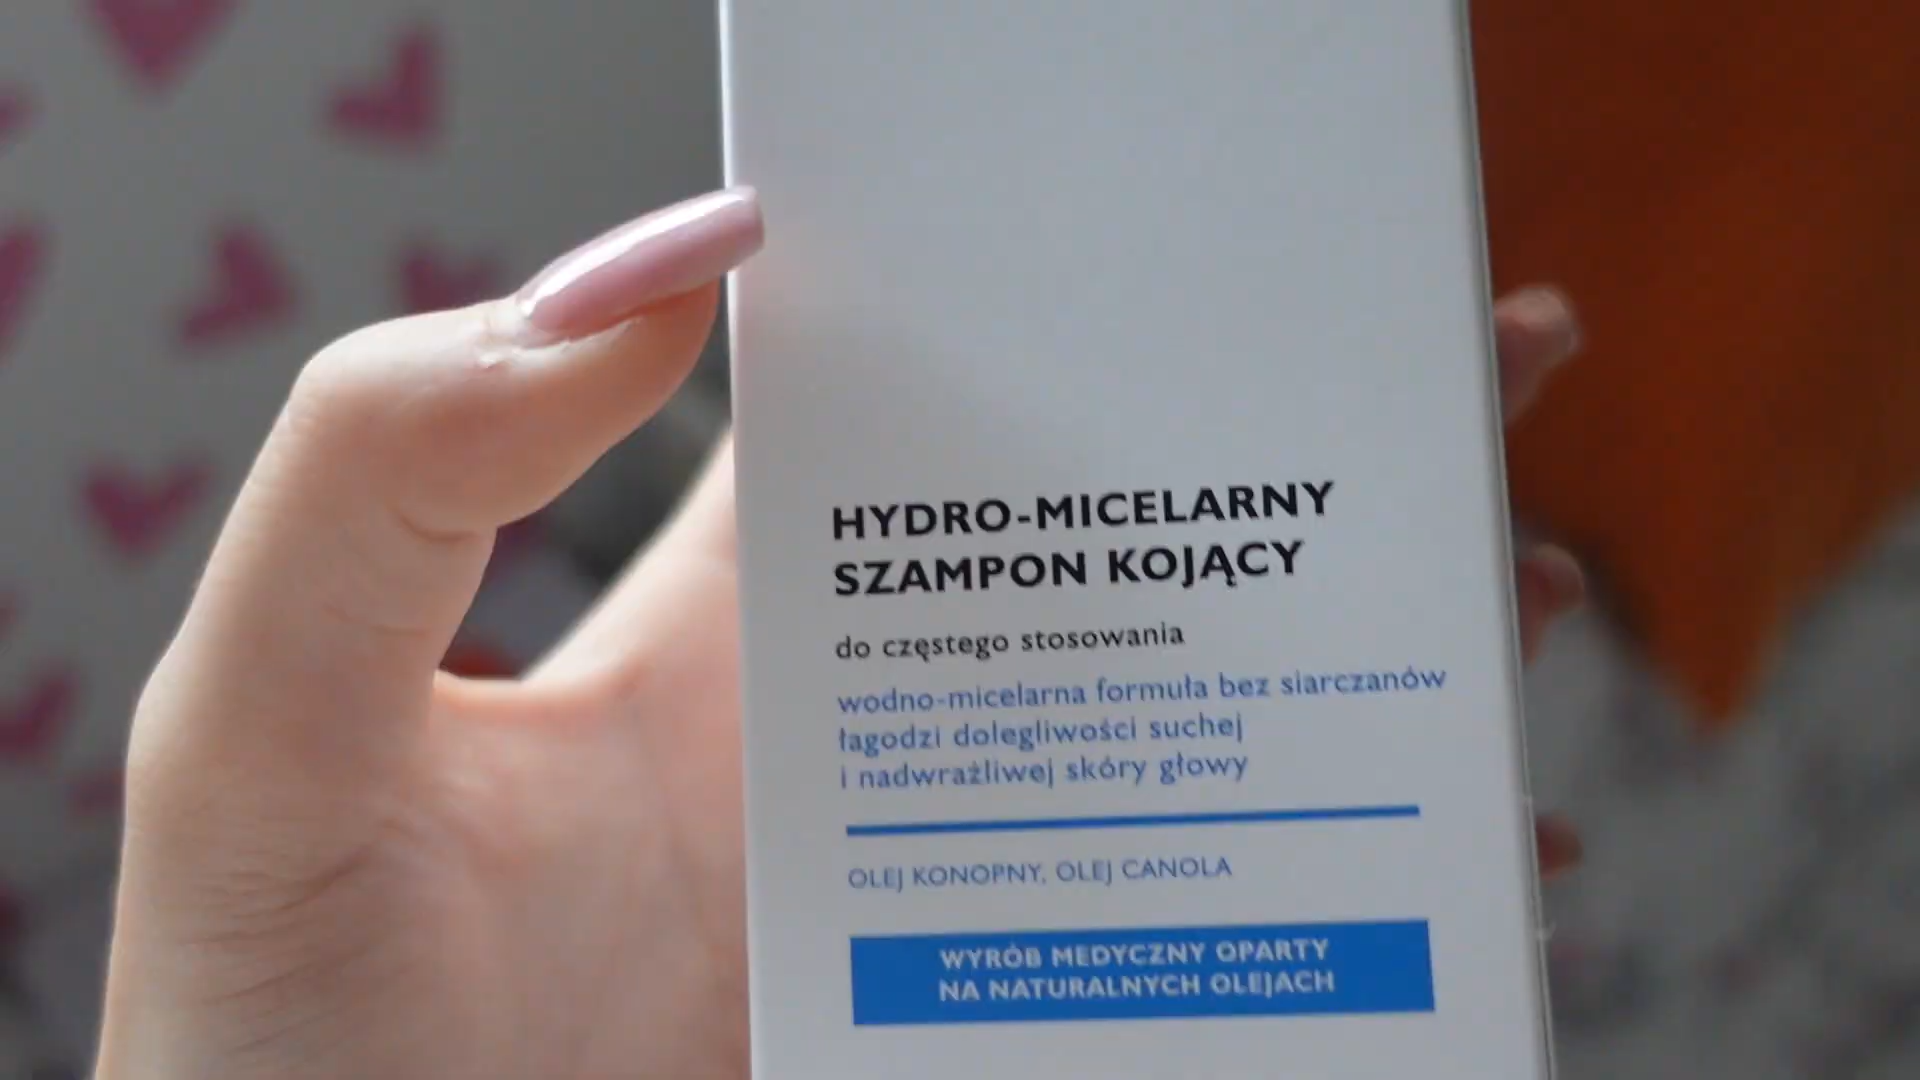 HYDRO-MICELARNY
SZAMPON KOJĄCY
do częstego stosowania
wodno-micelarna formuła bez siarczanów
łagodzi dolegliwości suchej
i nadwrażliwej skóry głowy
OLEJ KONOPNY, OLEJ CANOLA
WYRÓB MEDYCZNY OPARTY
NA NATURALNYCH OLEJACH